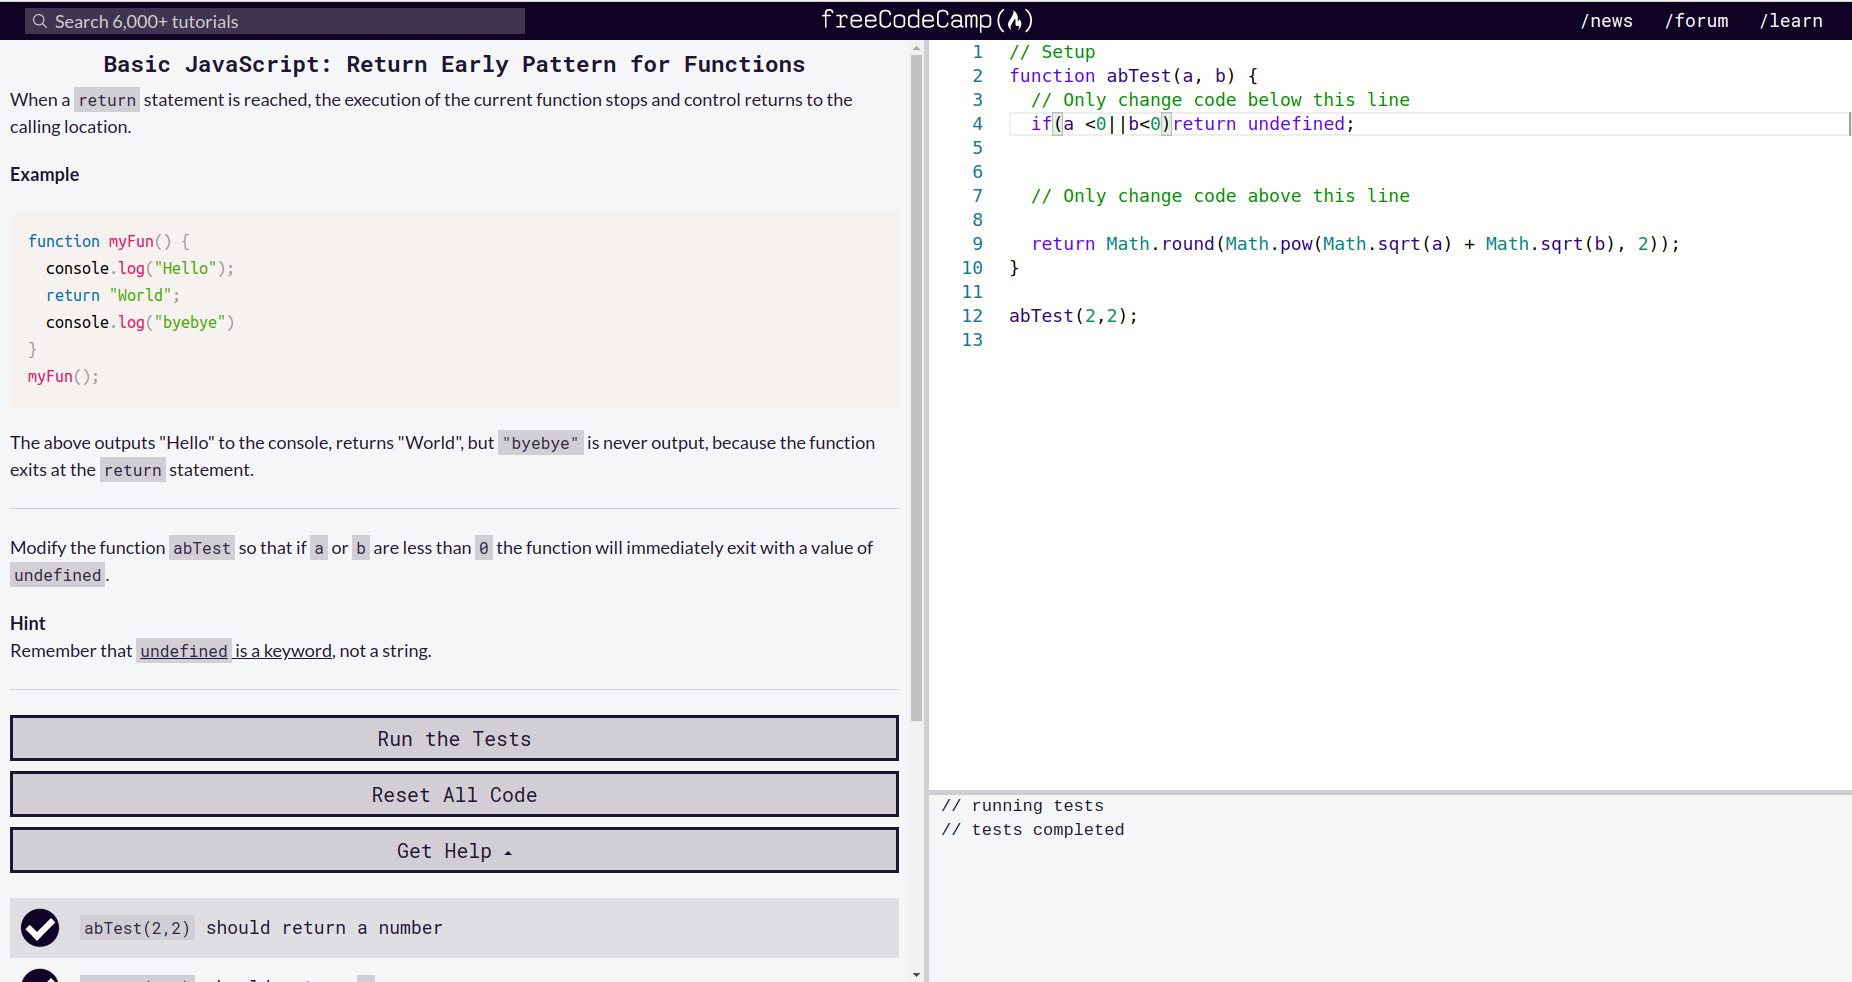 Search 6,000+ tutorials
freeCodeCamp(🔥)
/news /forum /learn
Basic JavaScript: Return Early Pattern for Functions
When a return statement is reached, the execution of the current function stops and control returns to the
calling location.
Example
function myFun() {
  console.log("Hello");
  return "World";
  console.log("byebye")
}
myFun();
The above outputs "Hello" to the console, returns "World", but "byebye" is never output, because the function
exits at the return statement.
Modify the function abTest so that if a or b are less than 0 the function will immediately exit with a value of
undefined.
Hint
Remember that undefined is a keyword, not a string.
Run the Tests
Reset All Code
Get Help
abTest(2,2) should return a number
1 // Setup
2 function abTest(a, b) {
3   // Only change code below this line
4   if(a <0||b<0)return undefined;
5
6
7   // Only change code above this line
8
9   return Math.round(Math.pow(Math.sqrt(a) + Math.sqrt(b), 2));
10 }
11
12 abTest(2,2);
13
// running tests
// tests completed